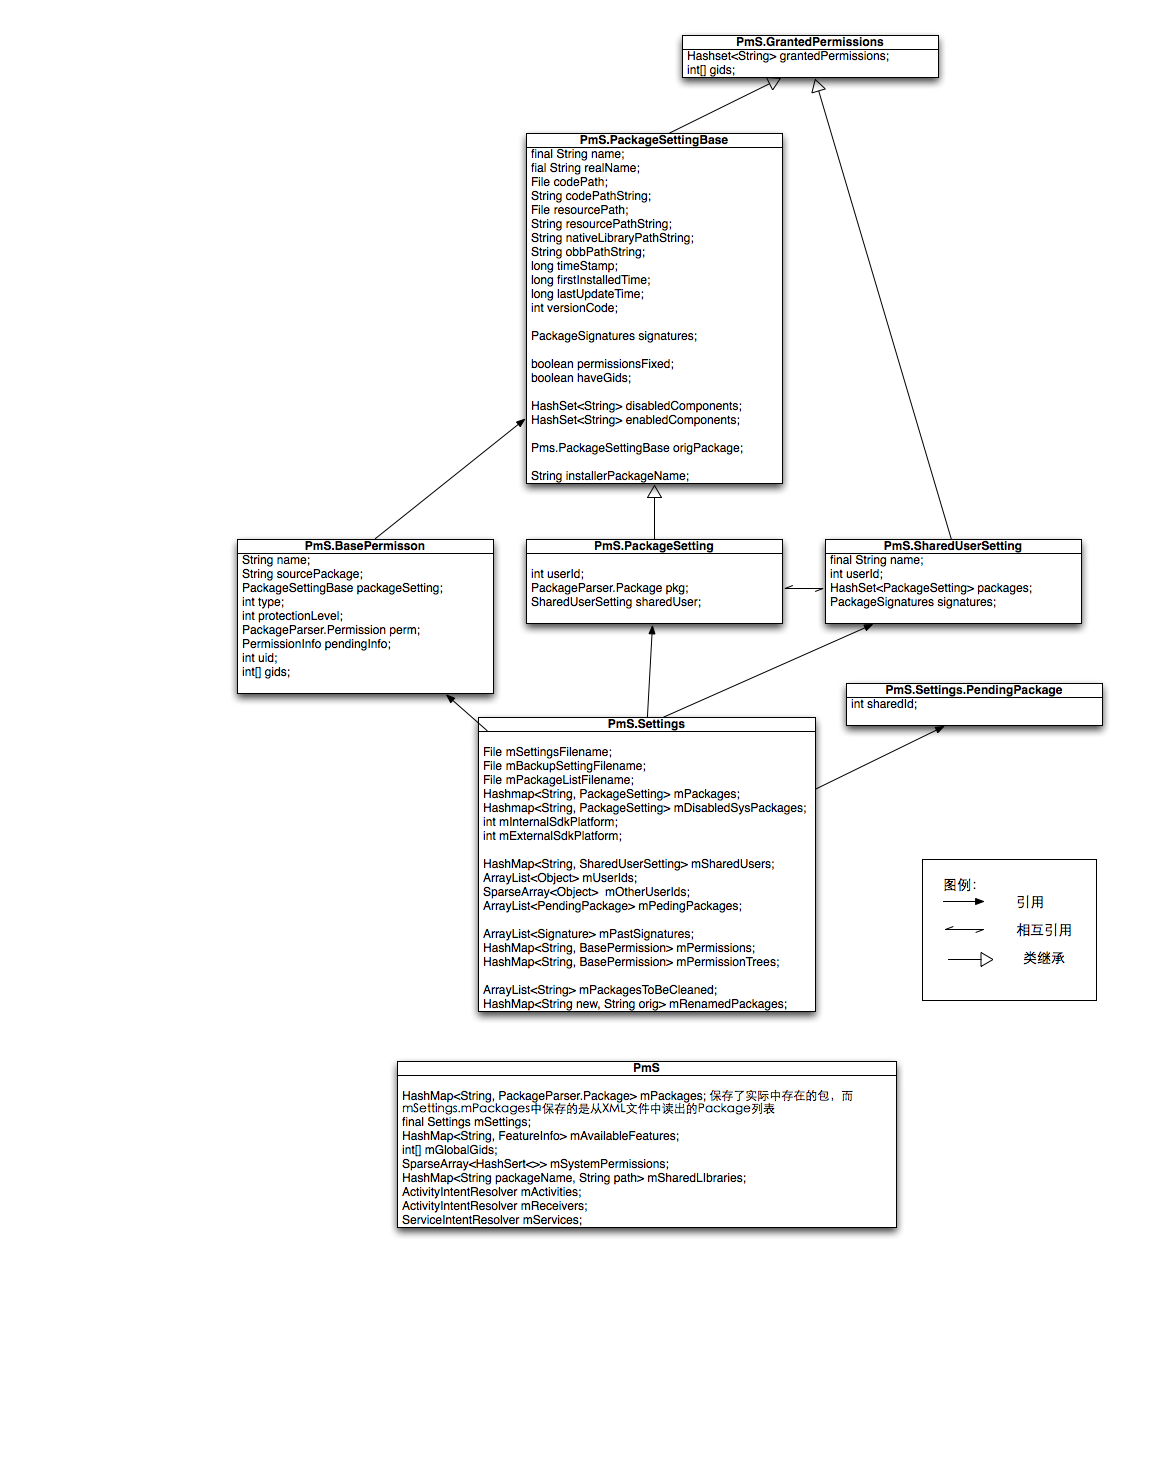 PmS.GrantedPermissions
Hashset<String> grantedPermissions;
int[] gids;
PmS.PackageSettingBase
final String name;
fial String realName;
File codePath;
String codePathString;
File resourcePath;
String resourcePathString;
String nativeLibraryPathString;
String obbPathString;
long timeStamp;
long firstInstalledTime;
long lastUpdateTime;
int versionCode;
PackageSignatures signatures;
boolean permissionsFixed;
boolean haveGids;
HashSet<String> disabledComponents;
HashSet<String> enabledComponents;
Pms.PackageSettingBase origPackage;
String installerPackageName;
PmS.BasePermisson
String name;
String sourcePackage;
PackageSettingBase packageSetting;
int type;
int protectionLevel;
PackageParser.Permission perm;
PermissionInfo pendingInfo;
int uid;
int[] gids;
PmS.PackageSetting
int userId;
PackageParser.Package pkg;
SharedUserSetting sharedUser;
PmS.SharedUserSetting
final String name;
int userId;
HashSet<PackageSetting> packages;
PackageSignatures signatures;
PmS.Settings.PendingPackage
int sharedId;
PmS.Settings
File mSettingsFilename;
File mBackupSettingFilename;
File mPackageListFilename;
Hashmap<String, PackageSetting> mPackages;
Hashmap<String, PackageSetting> mDisabledSysPackages;
int mInternalSdkPlatform;
int mExternalSdkPlatform;
HashMap<String, SharedUserSetting> mSharedUsers;
ArrayList<Object> mUserIds;
SparseArray<Object> mOtherUserIds;
ArrayList<PendingPackage> mPedingPackages;
ArrayList<Signature> mPastSignatures;
HashMap<String, BasePermission> mPermissions;
HashMap<String, BasePermission> mPermissionTrees;
ArrayList<String> mPackagesToBeCleaned;
HashMap<String new, String orig> mRenamedPackages;
图例：
引用
相互引用
类继承
PmS
HashMap<String, PackageParser.Package> mPackages; 保存了实际中存在的包，而
mSettings.mPackages中保存的是从XML文件中读出的Package列表
final Settings mSettings;
HashMap<String, FeatureInfo> mAvailableFeatures;
int[] mGlobalGids;
SparseArray<HashSert<>> mSystemPermissions;
HashMap<String packageName, String path> mSharedLIbraries;
ActivityIntentResolver mActivities;
ActivityIntentResolver mReceivers;
ServiceIntentResolver mServices;